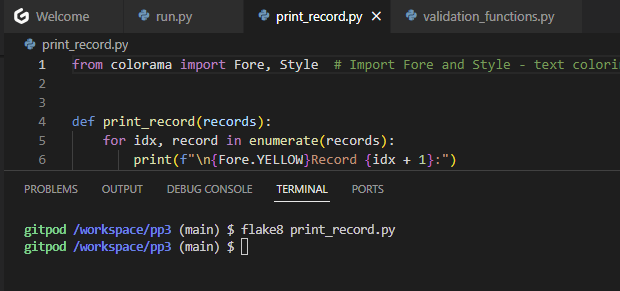 Welcome run.py print_record.py validation_functions.py
print_record.py
1 from colorama import Fore, Style # Import Fore and Style - text colorin
2
3
4 def print_record(records):
5 for idx, record in enumerate(records):
6 print(f"\n{Fore.YELLOW}Record {idx + 1}:")
PROBLEMS OUTPUT DEBUG CONSOLE TERMINAL PORTS
gitpod /workspace/pp3 (main) $ flake8 print_record.py
gitpod /workspace/pp3 (main) $